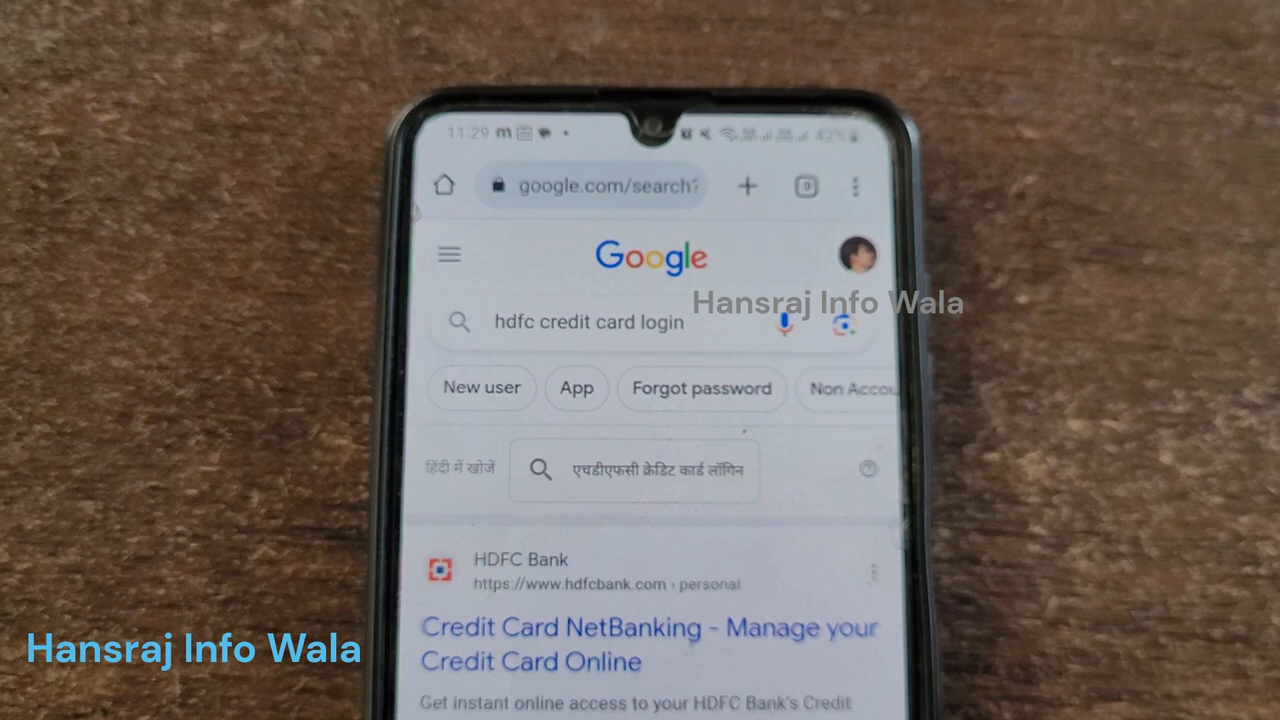 11:29 m
42%
google.com/search?
Google
Hansraj Info Wala
hdfc credit card login
New user App Forgot password Non Accou
हिंदी में खोजें एचडीएफसी क्रेडिट कार्ड लॉगिन
HDFC Bank
https://www.hdfcbank.com › personal
Credit Card NetBanking - Manage your
Credit Card Online
Hansraj Info Wala
Get instant online access to your HDFC Bank's Credit